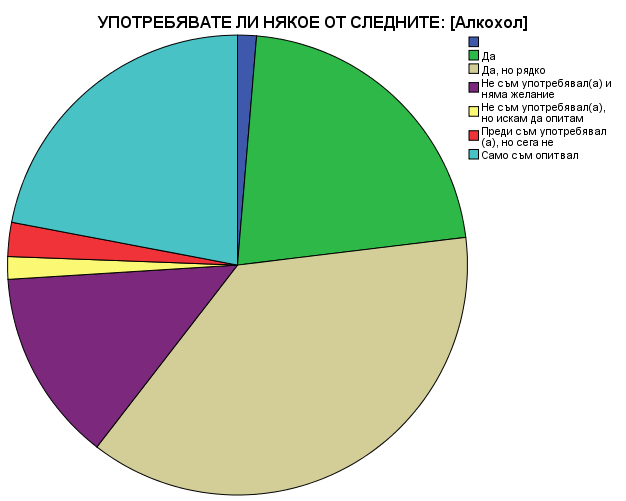 УПОТРЕБЯВАТЕ ЛИ НЯКОЕ ОТ СЛЕДНИТЕ: [Алкохол]
Да
Да, но рядко
Не съм употребявал(а) и
няма желание
Не съм употребявал(а),
но искам да опитам
Преди съм употребявал
(а), но сега не
Само съм опитвал